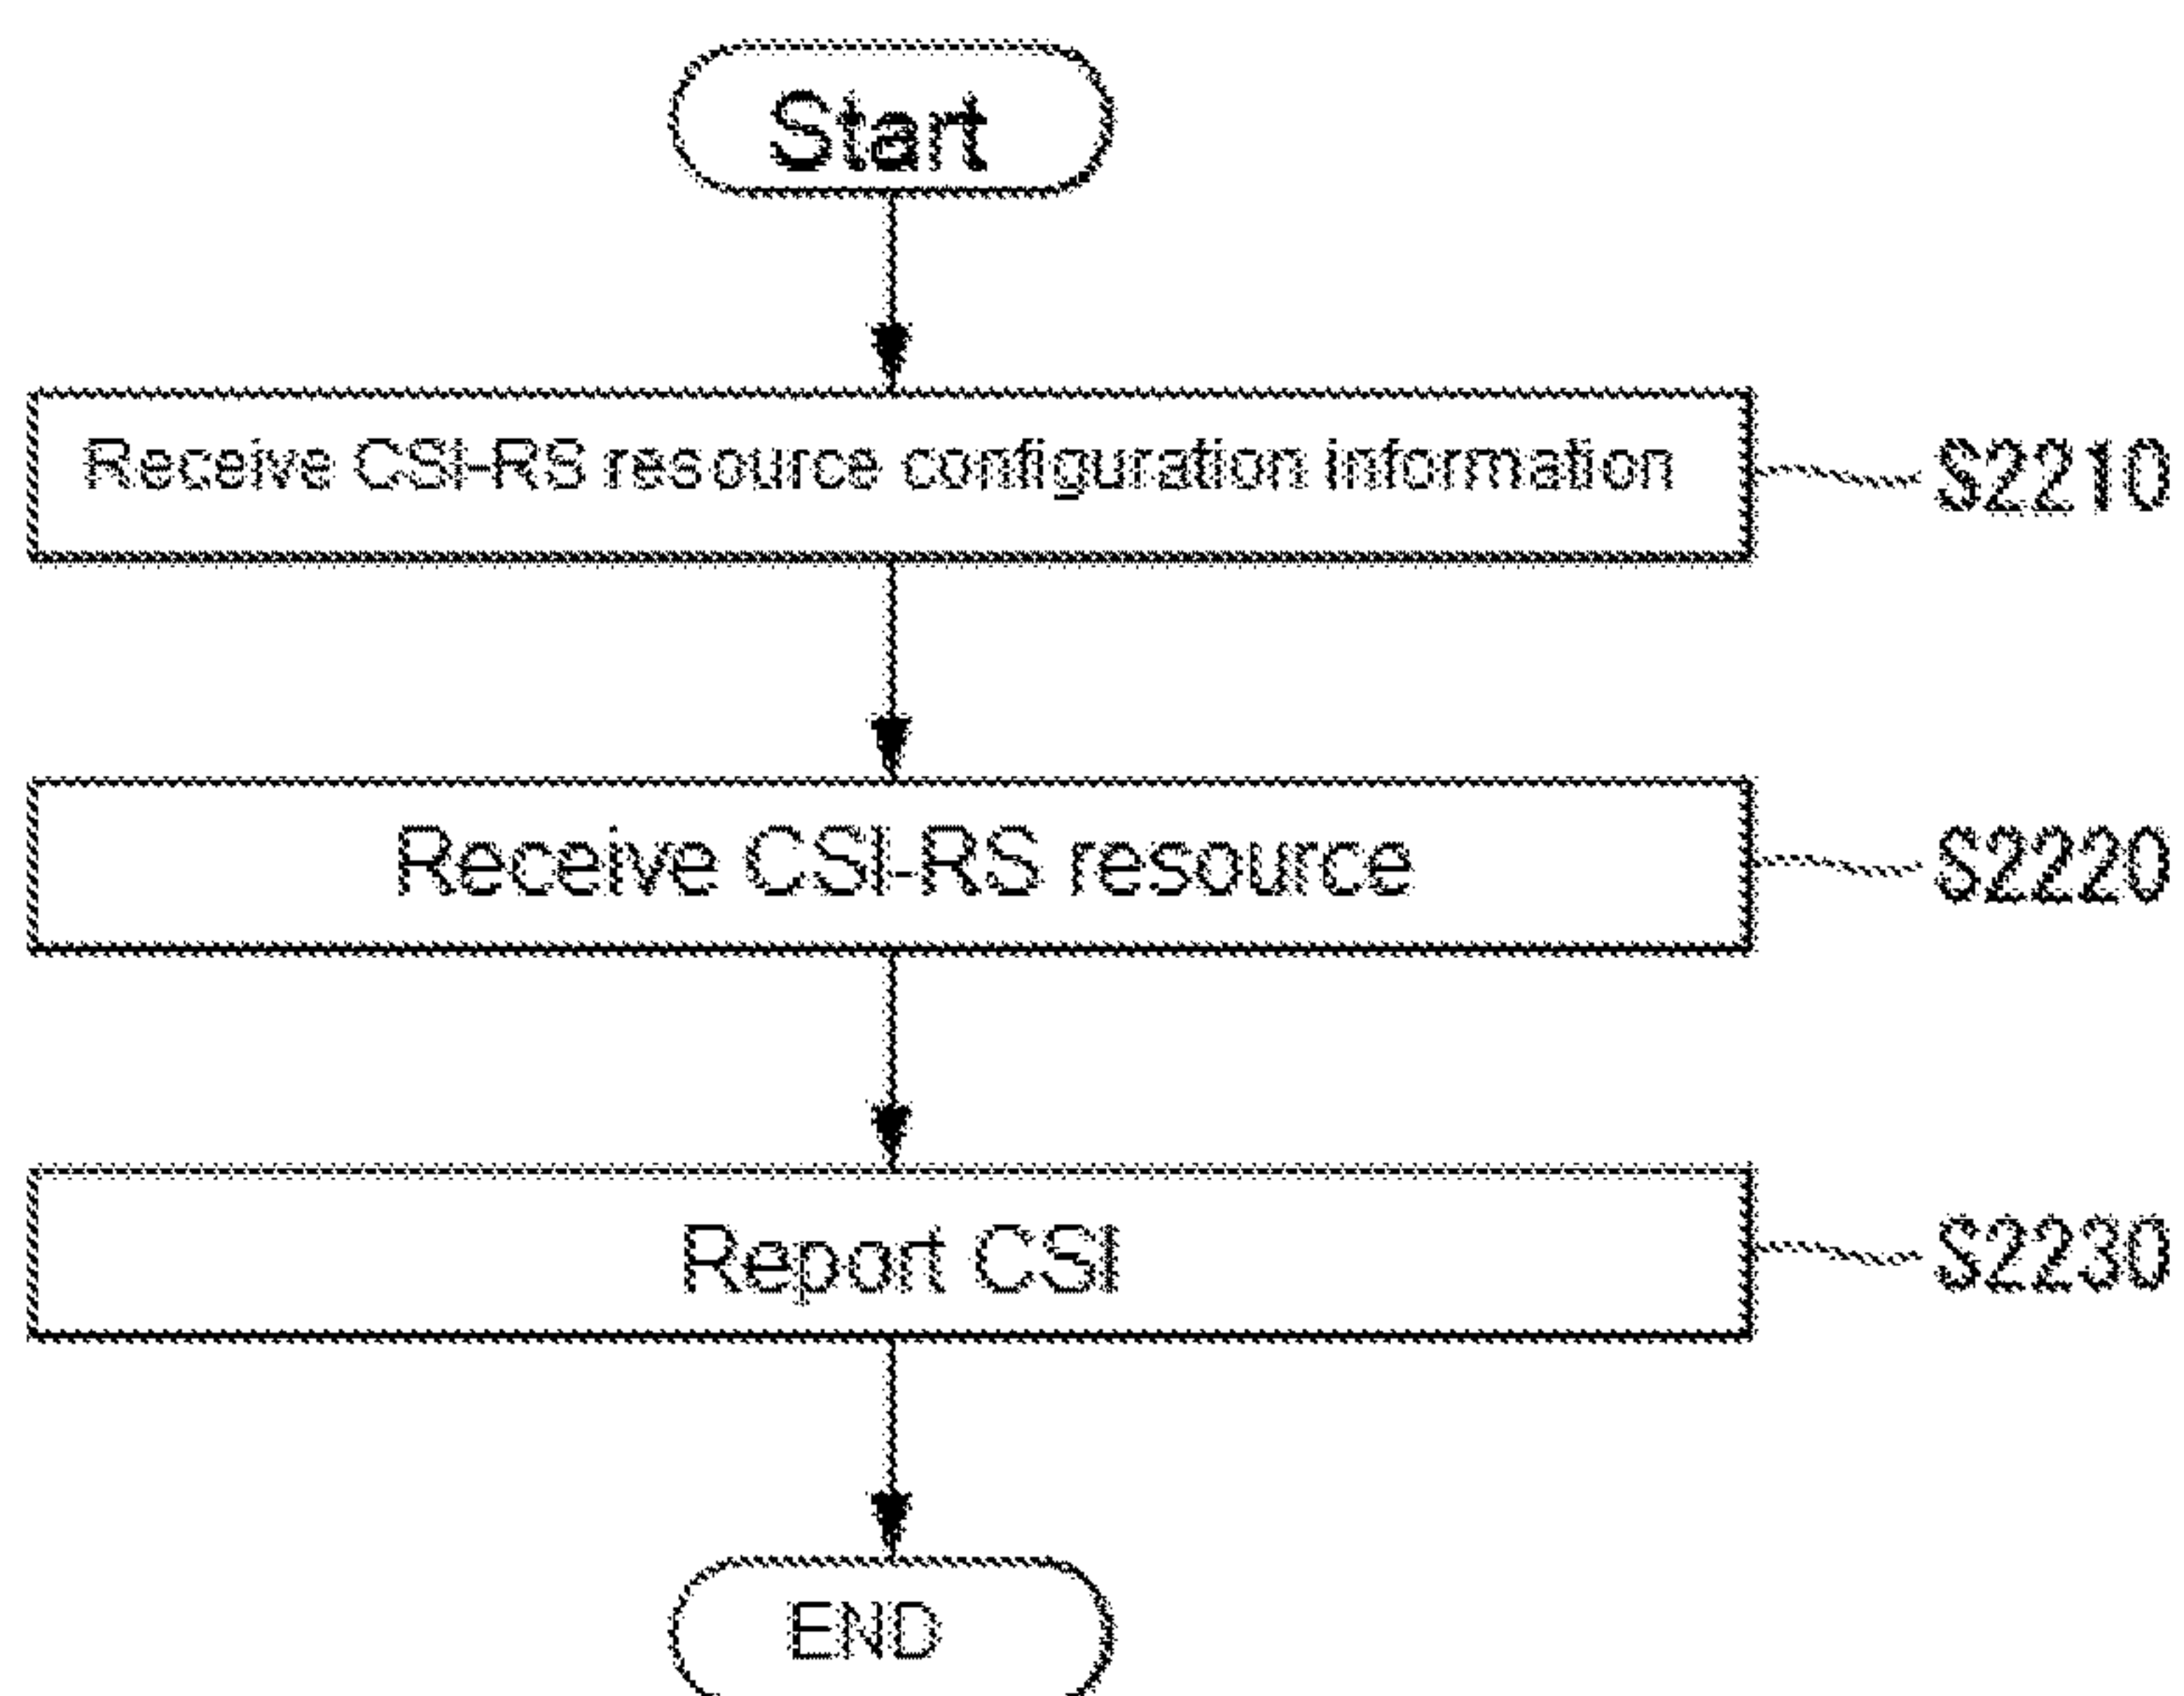 Start
Receive CSI-RS resource configuration information
S2210
Receive CSI-RS resource
S2220
Report CSI
S2230
END